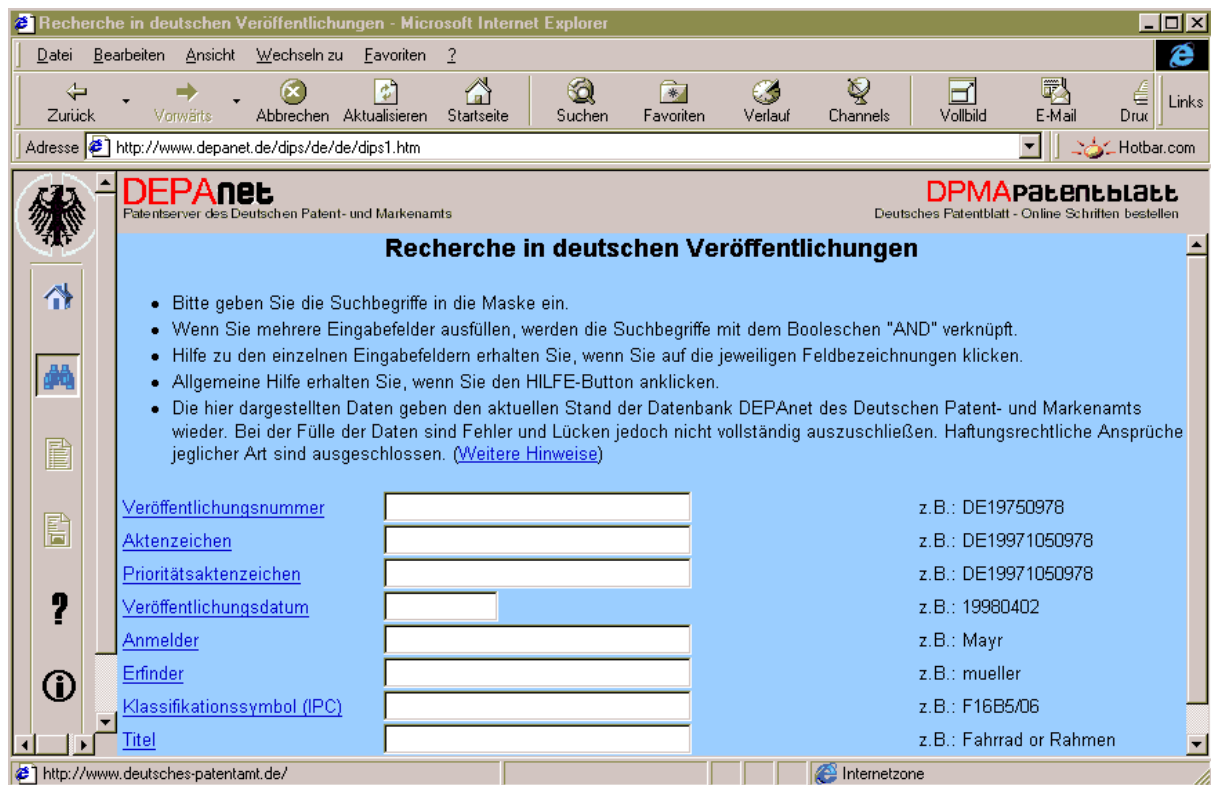 Recherche in deutschen Veröffentlichungen - Microsoft Internet Explorer
Datei Bearbeiten Ansicht Wechseln zu Favoriten ?
Zurück Vorwärts Abbrechen Aktualisieren Startseite Suchen Favoriten Verlauf Channels Vollbild E-Mail Links
Adresse http://www.depanet.de/dips/de/de/dips1.htm Hotbar.com
DEPAnet DPMAPatentblatt
Patentserver des Deutschen Patent- und Markenamts Deutsches Patentblatt - Online Schriften bestellen
Recherche in deutschen Veröffentlichungen
• Bitte geben Sie die Suchbegriffe in die Maske ein.
• Wenn Sie mehrere Eingabefelder ausfüllen, werden die Suchbegriffe mit dem Booleschen "AND" verknüpft.
• Hilfe zu den einzelnen Eingabefeldern erhalten Sie, wenn Sie auf die jeweiligen Feldbezeichnungen klicken.
• Allgemeine Hilfe erhalten Sie, wenn Sie den HILFE-Button anklicken.
• Die hier dargestellten Daten geben den aktuellen Stand der Datenbank DEPAnet des Deutschen Patent- und Markenamts
wieder. Bei der Fülle der Daten sind Fehler und Lücken jedoch nicht vollständig auszuschließen. Haftungsrechtliche Ansprüche
jeglicher Art sind ausgeschlossen. (Weitere Hinweise)
Veröffentlichungsnummer z.B.: DE19750978
Aktenzeichen z.B.: DE19971050978
Prioritätsaktenzeichen z.B.: DE19971050978
Veröffentlichungsdatum z.B.: 19980402
Anmelder z.B.: Mayr
Erfinder z.B.: mueller
Klassifikationssymbol (IPC) z.B.: F16B5/06
Titel z.B.: Fahrrad or Rahmen
http://www.deutsches-patentamt.de/ Internetzone